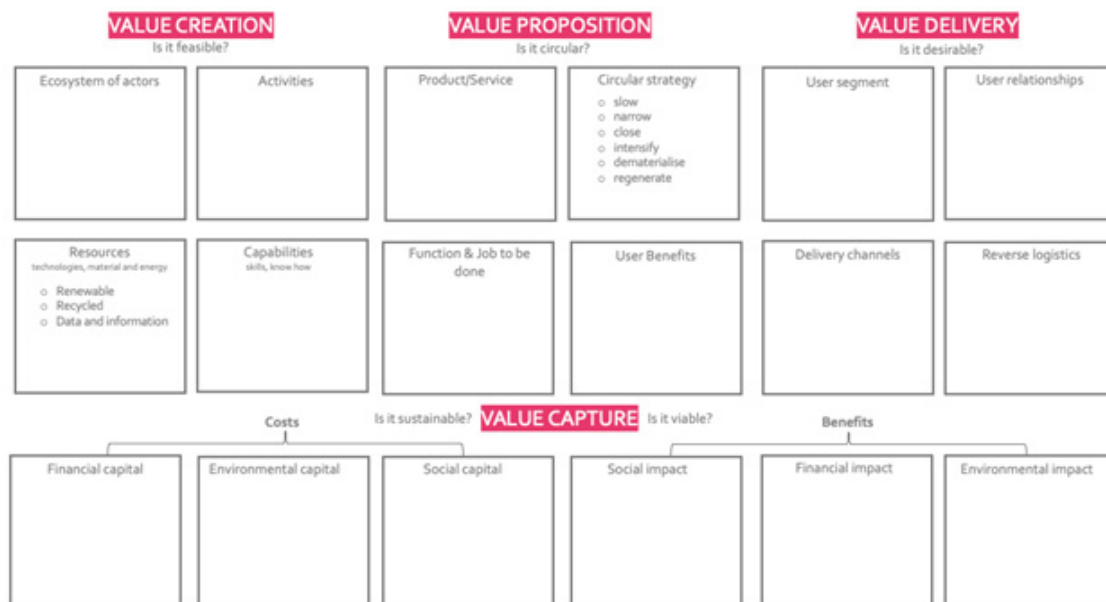 VALUE CREATION
Is it feasible?
VALUE PROPOSITION
Is it circular?
VALUE DELIVERY
Is it desirable?
Ecosystem of actors
Activities
Product/Service
Circular strategy
o slow
o narrow
o close
o intensify
o dematerialise
o regenerate
User segment
User relationships
Resources
technologies, material and energy
o Renewable
o Recycled
o Data and information
Capabilities
skills, know how
Function & Job to be
done
User Benefits
Delivery channels
Reverse logistics
Costs
Is it sustainable?
VALUE CAPTURE
Is it viable?
Benefits
Financial capital
Environmental capital
Social capital
Social impact
Financial impact
Environmental impact